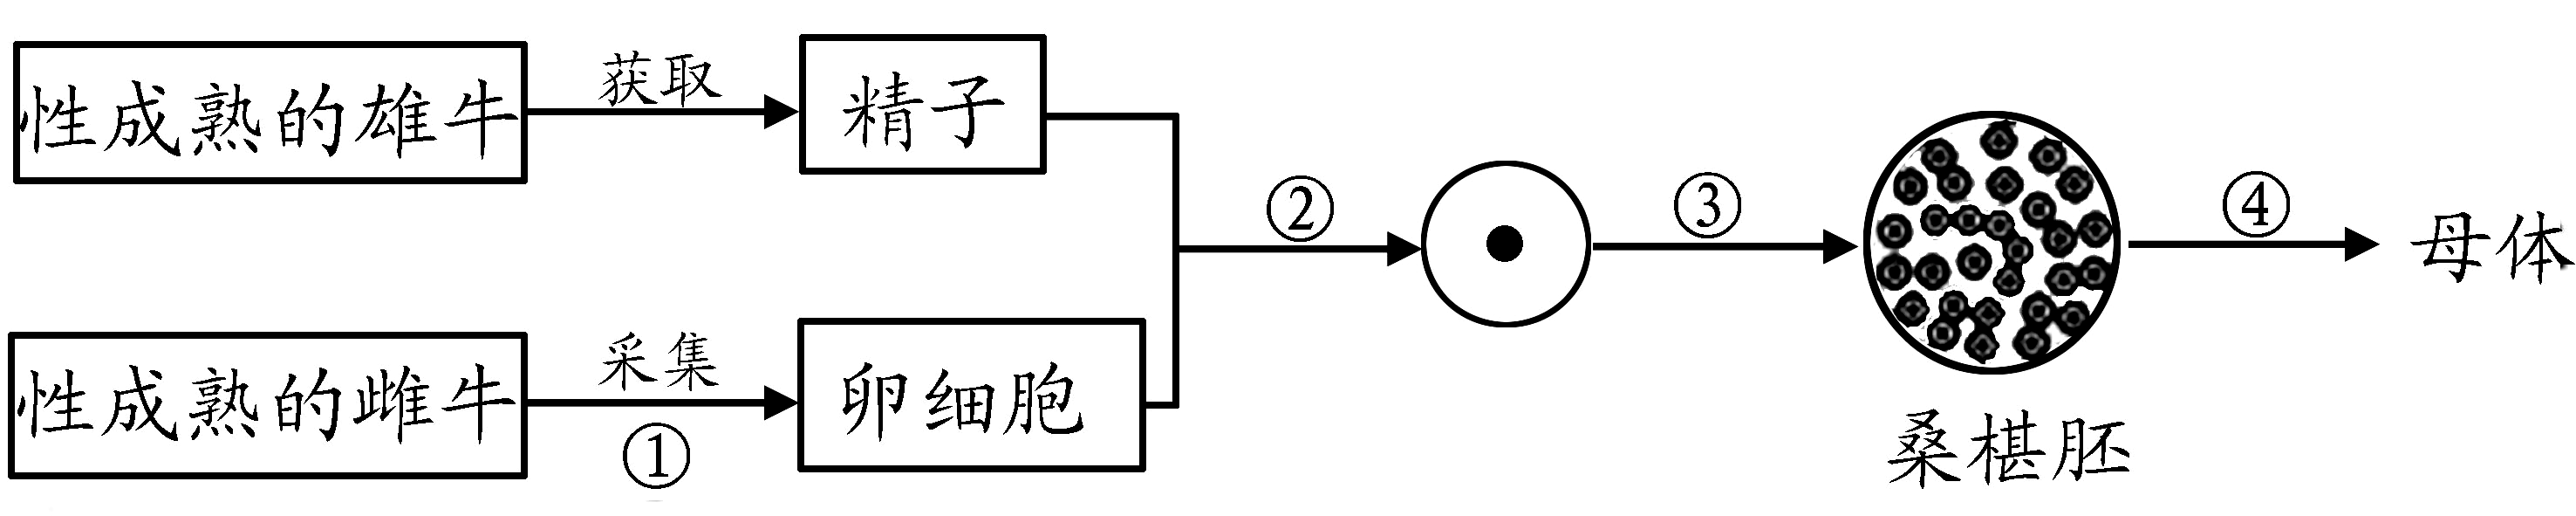 性成熟的雄牛
获取
精子
②
③
④
母体
性成熟的雌牛
采集
①
卵细胞
桑椹胚